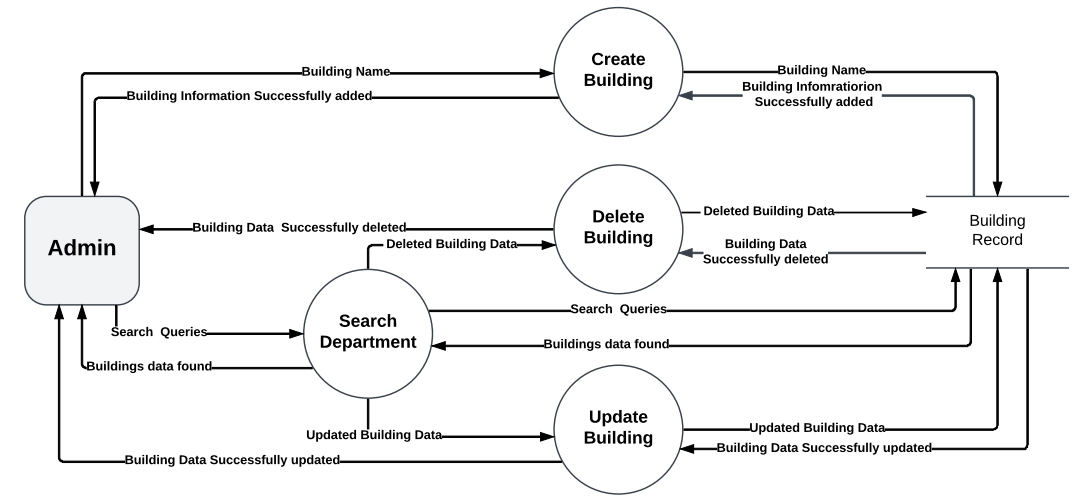 Create
Building
Building Name
Building Name
Building Information Successfully added
Building Infomratiorion
Successfully added
Admin
Delete
Building
Building
Record
Deleted Building Data
Building Data  Successfully deleted
Deleted Building Data
Building Data
Successfully deleted
Search
Department
Search  Queries
Search  Queries
Buildings data found
Buildings data found
Update
Building
Updated Building Data
Updated Building Data
Building Data Successfully updated
Building Data Successfully updated